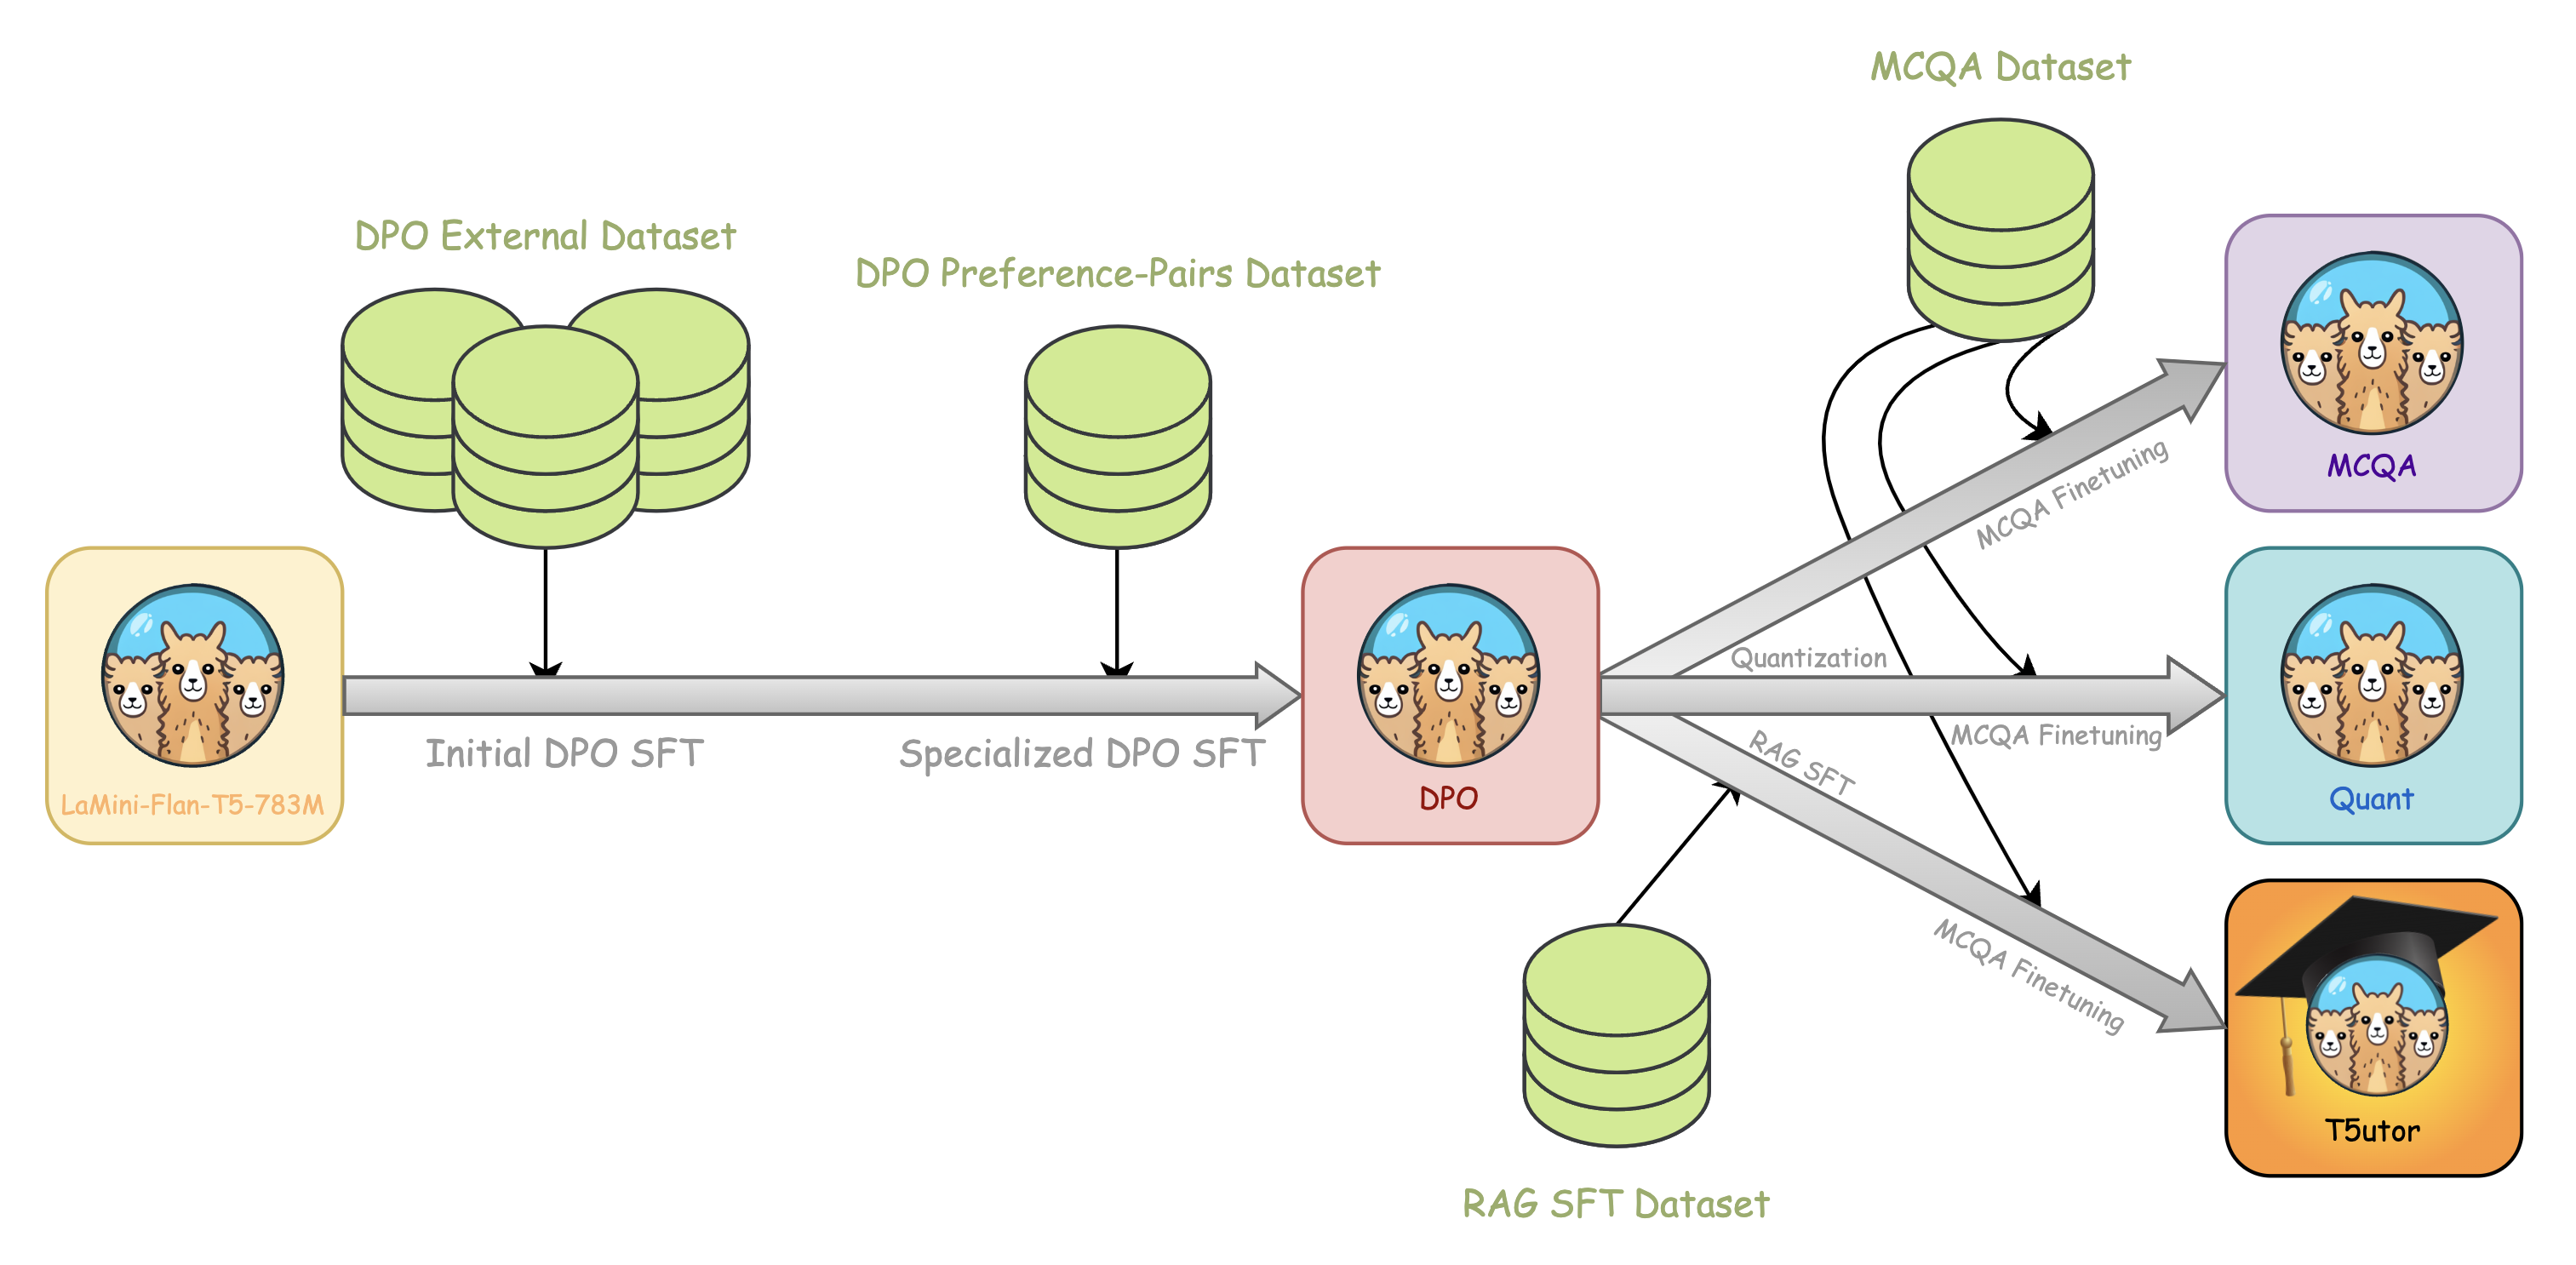 MCQA Dataset
DPO External Dataset
DPO Preference-Pairs Dataset
MCQA
MCQA Finetuning
Quantization
MCQA Finetuning
Initial DPO SFT
Specialized DPO SFT
RAG SFT
LaMini-Flan-T5-783M
DPO
Quant
MCQA Finetuning
T5utor
RAG SFT Dataset